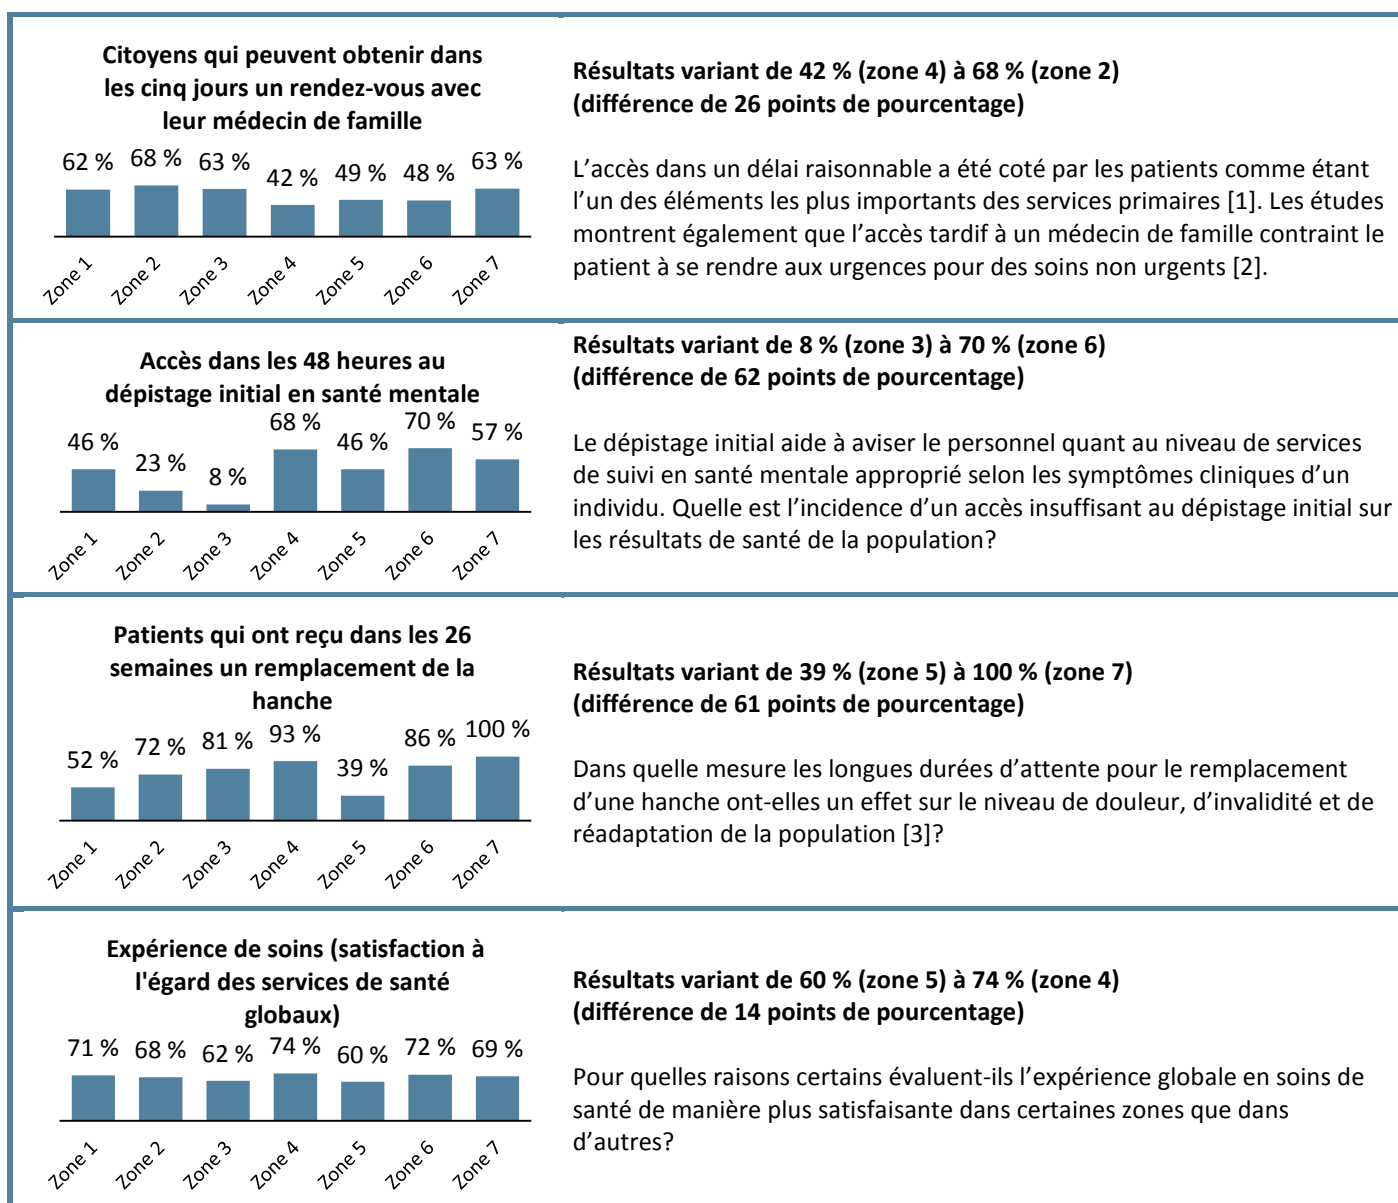 Citoyens qui peuvent obtenir dans
les cinq jours un rendez-vous avec
leur médecin de famille
62 % 68 % 63 % 42 % 49 % 48 % 63 %
Zone 1 Zone 2 Zone 3 Zone 4 Zone 5 Zone 6 Zone 7
Résultats variant de 42 % (zone 4) à 68 % (zone 2)
(différence de 26 points de pourcentage)
L’accès dans un délai raisonnable a été coté par les patients comme étant
l’un des éléments les plus importants des services primaires [1]. Les études
montrent également que l’accès tardif à un médecin de famille contraint le
patient à se rendre aux urgences pour des soins non urgents [2].
Accès dans les 48 heures au
dépistage initial en santé mentale
46 % 23 % 8 % 68 % 46 % 70 % 57 %
Zone 1 Zone 2 Zone 3 Zone 4 Zone 5 Zone 6 Zone 7
Résultats variant de 8 % (zone 3) à 70 % (zone 6)
(différence de 62 points de pourcentage)
Le dépistage initial aide à aviser le personnel quant au niveau de services
de suivi en santé mentale approprié selon les symptômes cliniques d’un
individu. Quelle est l’incidence d’un accès insuffisant au dépistage initial sur
les résultats de santé de la population?
Patients qui ont reçu dans les 26
semaines un remplacement de la
hanche
52 % 72 % 81 % 93 % 39 % 86 % 100 %
Zone 1 Zone 2 Zone 3 Zone 4 Zone 5 Zone 6 Zone 7
Résultats variant de 39 % (zone 5) à 100 % (zone 7)
(différence de 61 points de pourcentage)
Dans quelle mesure les longues durées d’attente pour le remplacement
d’une hanche ont-elles un effet sur le niveau de douleur, d’invalidité et de
réadaptation de la population [3]?
Expérience de soins (satisfaction à
l'égard des services de santé
globaux)
71 % 68 % 62 % 74 % 60 % 72 % 69 %
Zone 1 Zone 2 Zone 3 Zone 4 Zone 5 Zone 6 Zone 7
Résultats variant de 60 % (zone 5) à 74 % (zone 4)
(différence de 14 points de pourcentage)
Pour quelles raisons certains évaluent-ils l’expérience globale en soins de
santé de manière plus satisfaisante dans certaines zones que dans
d’autres?